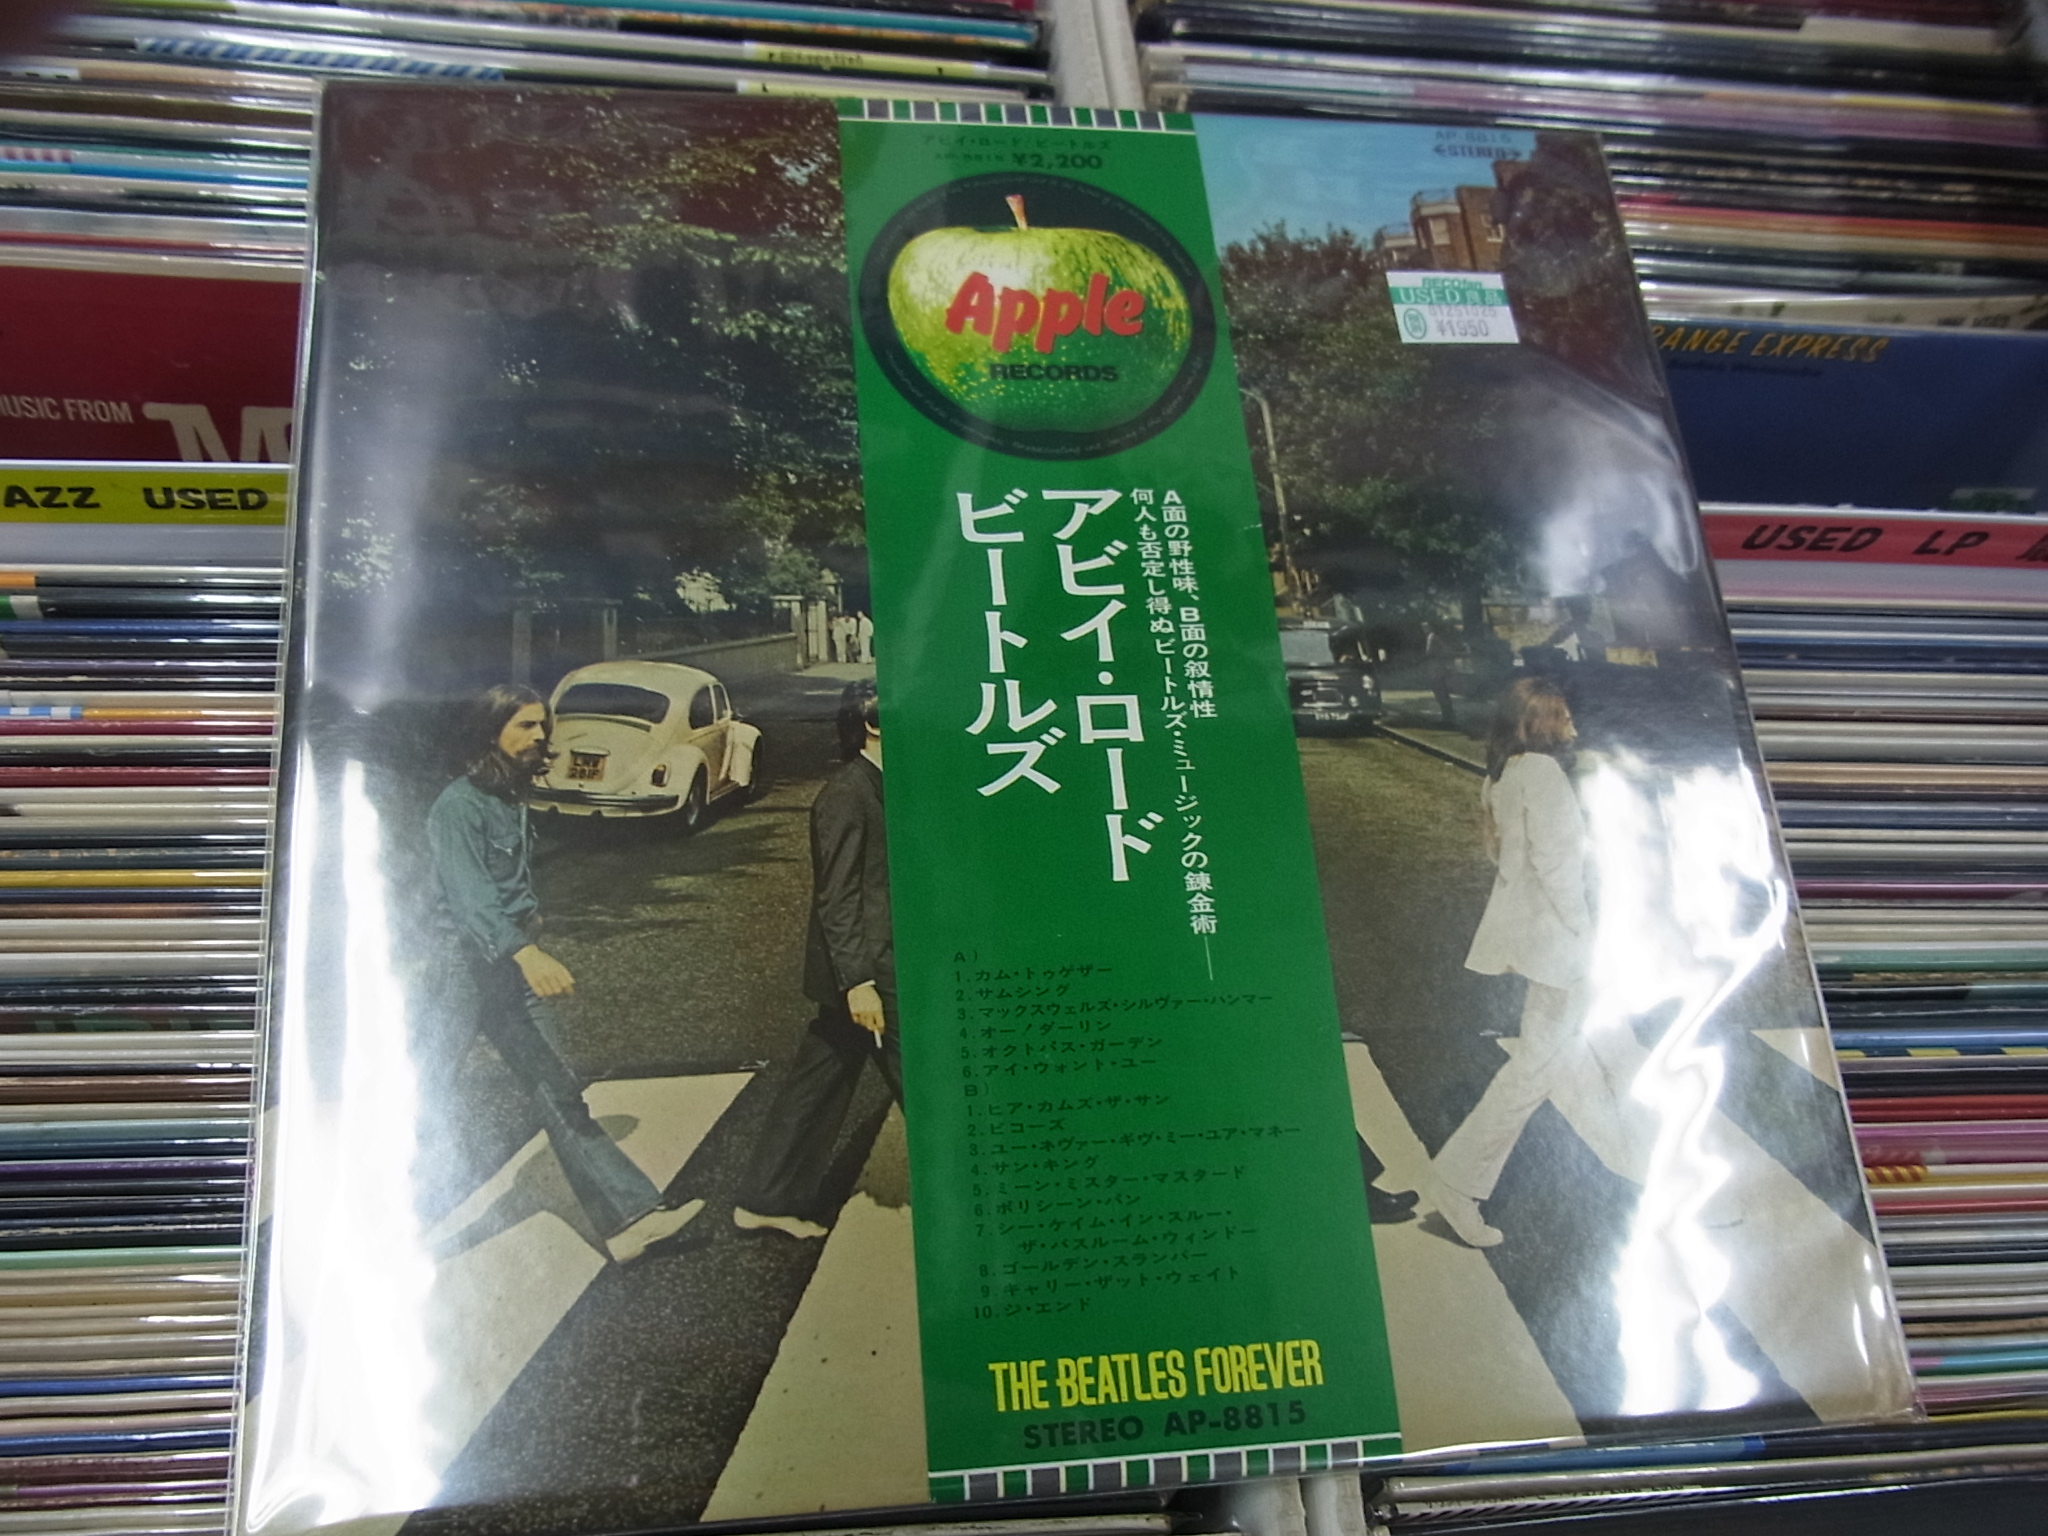 アビイ・ロード ビートルズ
AP-8815 ¥2,200
Apple
RECORDS
AP-8815
STEREO
RECOfan
USED 良品
¥1950
A面の野性味、B面の叙情性
何人も否定し得ぬビートルズ・ミュージックの錬金術―
アビイ・ロード
ビートルズ
A)
1. カム・トゥゲザー
2. サムシング
3. マックスウェルズ・シルヴァー・ハンマー
4. オー!ダーリン
5. オクトパス・ガーデン
6. アイ・ウォント・ユー
B)
1. ヒア・カムズ・ザ・サン
2. ビコーズ
3. ユー・ネヴァー・ギヴ・ミー・ユア・マネー
4. サン・キング
5. ミーン・ミスター・マスタード
6. ポリシーン・パン
7. シー・ケイム・イン・スルー・
ザ・バスルーム・ウィンドー
8. ゴールデン・スランバー
9. キャリー・ザット・ウェイト
10. ジ・エンド
THE BEATLES FOREVER
STEREO AP-8815
LMW
281F
MUSIC FROM
AZZ USED
RANGE EXPRESS
USED LP